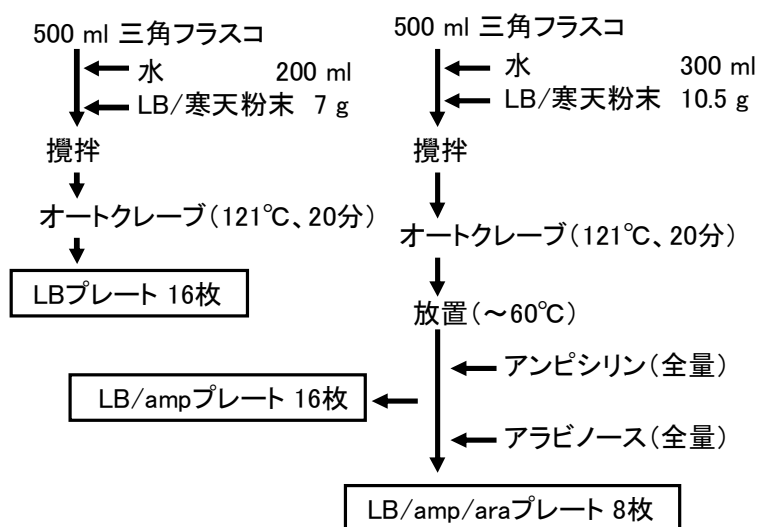 500 ml 三角フラスコ
水 200 ml
LB/寒天粉末 7 g
攪拌
オートクレーブ(121℃、20分)
LBプレート 16枚
500 ml 三角フラスコ
水 300 ml
LB/寒天粉末 10.5 g
攪拌
オートクレーブ(121℃、20分)
放置(～60℃)
アンピシリン(全量)
LB/ampプレート 16枚
アラビノース(全量)
LB/amp/araプレート 8枚